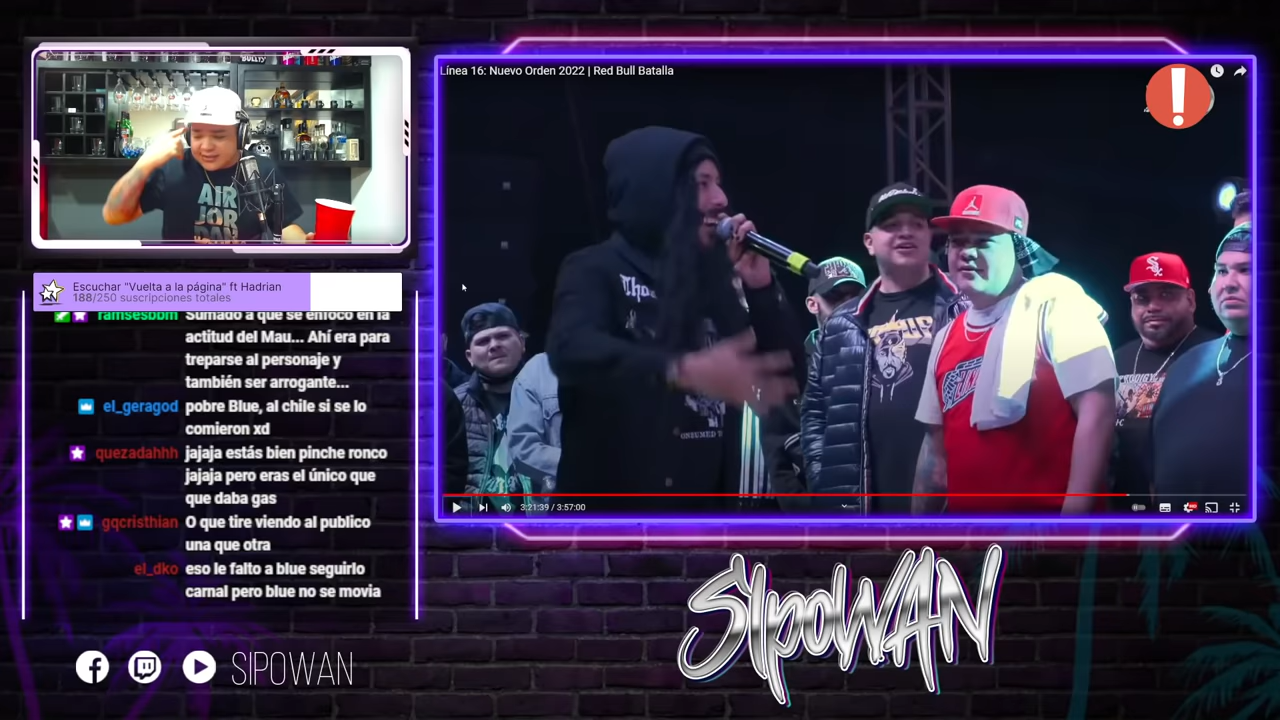 BULLY
AIR
JOR
Línea 16: Nuevo Orden 2022 | Red Bull Batalla
!
Escuchar "Vuelta a la página" ft Hadrian
188/250 suscripciones totales
ramsesbbm Sumado a que se enfocó en la
actitud del Mau... Ahí era para
treparse al personaje y
también ser arrogante...
el_geragod pobre Blue, al chile si se lo
comieron xd
quezadahhh jajaja estás bien pinche ronco
jajaja pero eras el único que
que daba gas
gqcristhian O que tire viendo al publico
una que otra
el_dko eso le falto a blue seguirlo
carnal pero blue no se movia
3:21:39 / 3:57:00
SIPOWAN
SIPOWAN